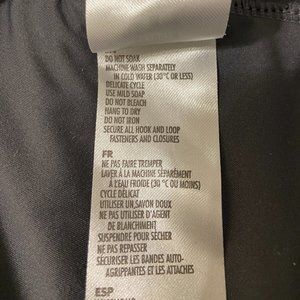 DO NOT SOAK
MACHINE WASH SEPARATELY
IN COLD WATER (30°C OR LESS)
DELICATE CYCLE
USE MILD SOAP
DO NOT BLEACH
HANG TO DRY
DO NOT IRON
SECURE ALL HOOK AND LOOP
FASTENERS AND CLOSURES
FR
NE PAS FAIRE TREMPER
LAVER À LA MACHINE SÉPARÉMENT
À L'EAU FROIDE (30 °C OU MOINS)
CYCLE DÉLICAT
UTILISER UN SAVON DOUX
NE PAS UTILISER D'AGENT
DE BLANCHIMENT
SUSPENDRE POUR SÉCHER
NE PAS REPASSER
SÉCURISER LES BANDES AUTO-
AGRIPPANTES ET LES ATTACHES
ESP